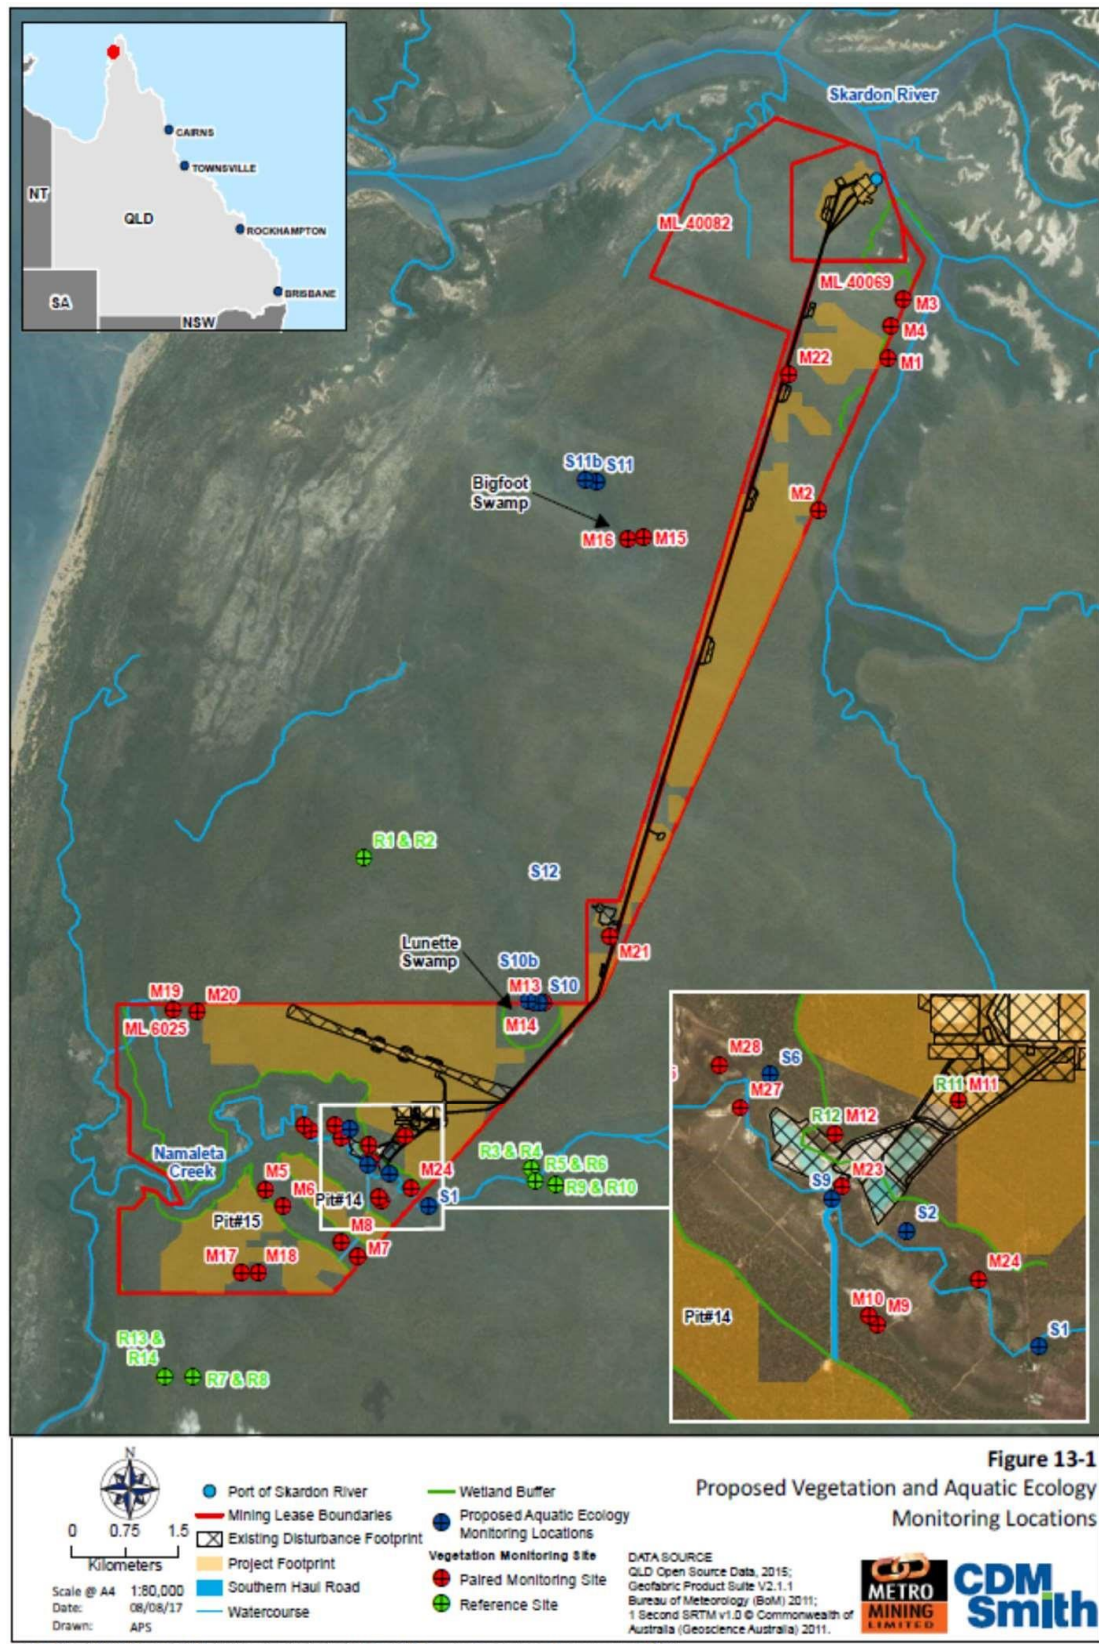 CAIRNS
TOWNSVILLE
NT
QLD
ROCKHAMPTON
SA
BRISBANE
NSW
Skardon River
ML 40082
ML 40069
M3
M4
M22
M1
S11b S11
Bigfoot
Swamp
M2
M16
M15
R1 & R2
S12
Lunette
Swamp
M21
S10b
M13
S10
M14
M19
M20
ML 6025
Namaleta
Creek
R3 & R4
R5 & R6
R9 & R10
M5
M24
M6
Pit#14
S1
Pit#15
M8
M7
M17
M18
R13 &
R14
R7 & R8
M28
S6
M27
R11 M11
R12 M12
M23
S9
S2
M24
M10
M9
Pit#14
S1
Figure 13-1
Proposed Vegetation and Aquatic Ecology
Monitoring Locations
N
0 0.75 1.5
Kilometers
Scale @ A4 1:80,000
Date: 08/08/17
Drawn: APS
Port of Skardon River
Mining Lease Boundaries
Existing Disturbance Footprint
Project Footprint
Southern Haul Road
Watercourse
Wetland Buffer
Proposed Aquatic Ecology
Monitoring Locations
Vegetation Monitoring Site
Paired Monitoring Site
Reference Site
DATA SOURCE
QLD Open Source Data, 2015;
Geofabric Product Suite V2.1.1
Bureau of Meteorology (BoM) 2011;
1 Second SRTM v1.0 © Commonwealth of
Australia (Geoscience Australia) 2011.
METRO
MINING
LIMITED
CDM
Smith